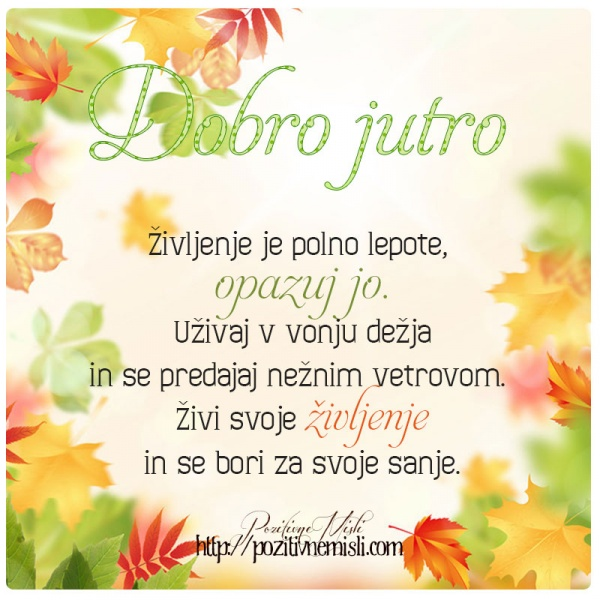 Dobro jutro
Življenje je polno lepote,
opazuj jo.
Uživaj v vonju dežja
in se predajaj nežnim vetrovom.
Živi svoje življenje
in se bori za svoje sanje.
Pozitivne Misli
http://pozitivnemisli.com